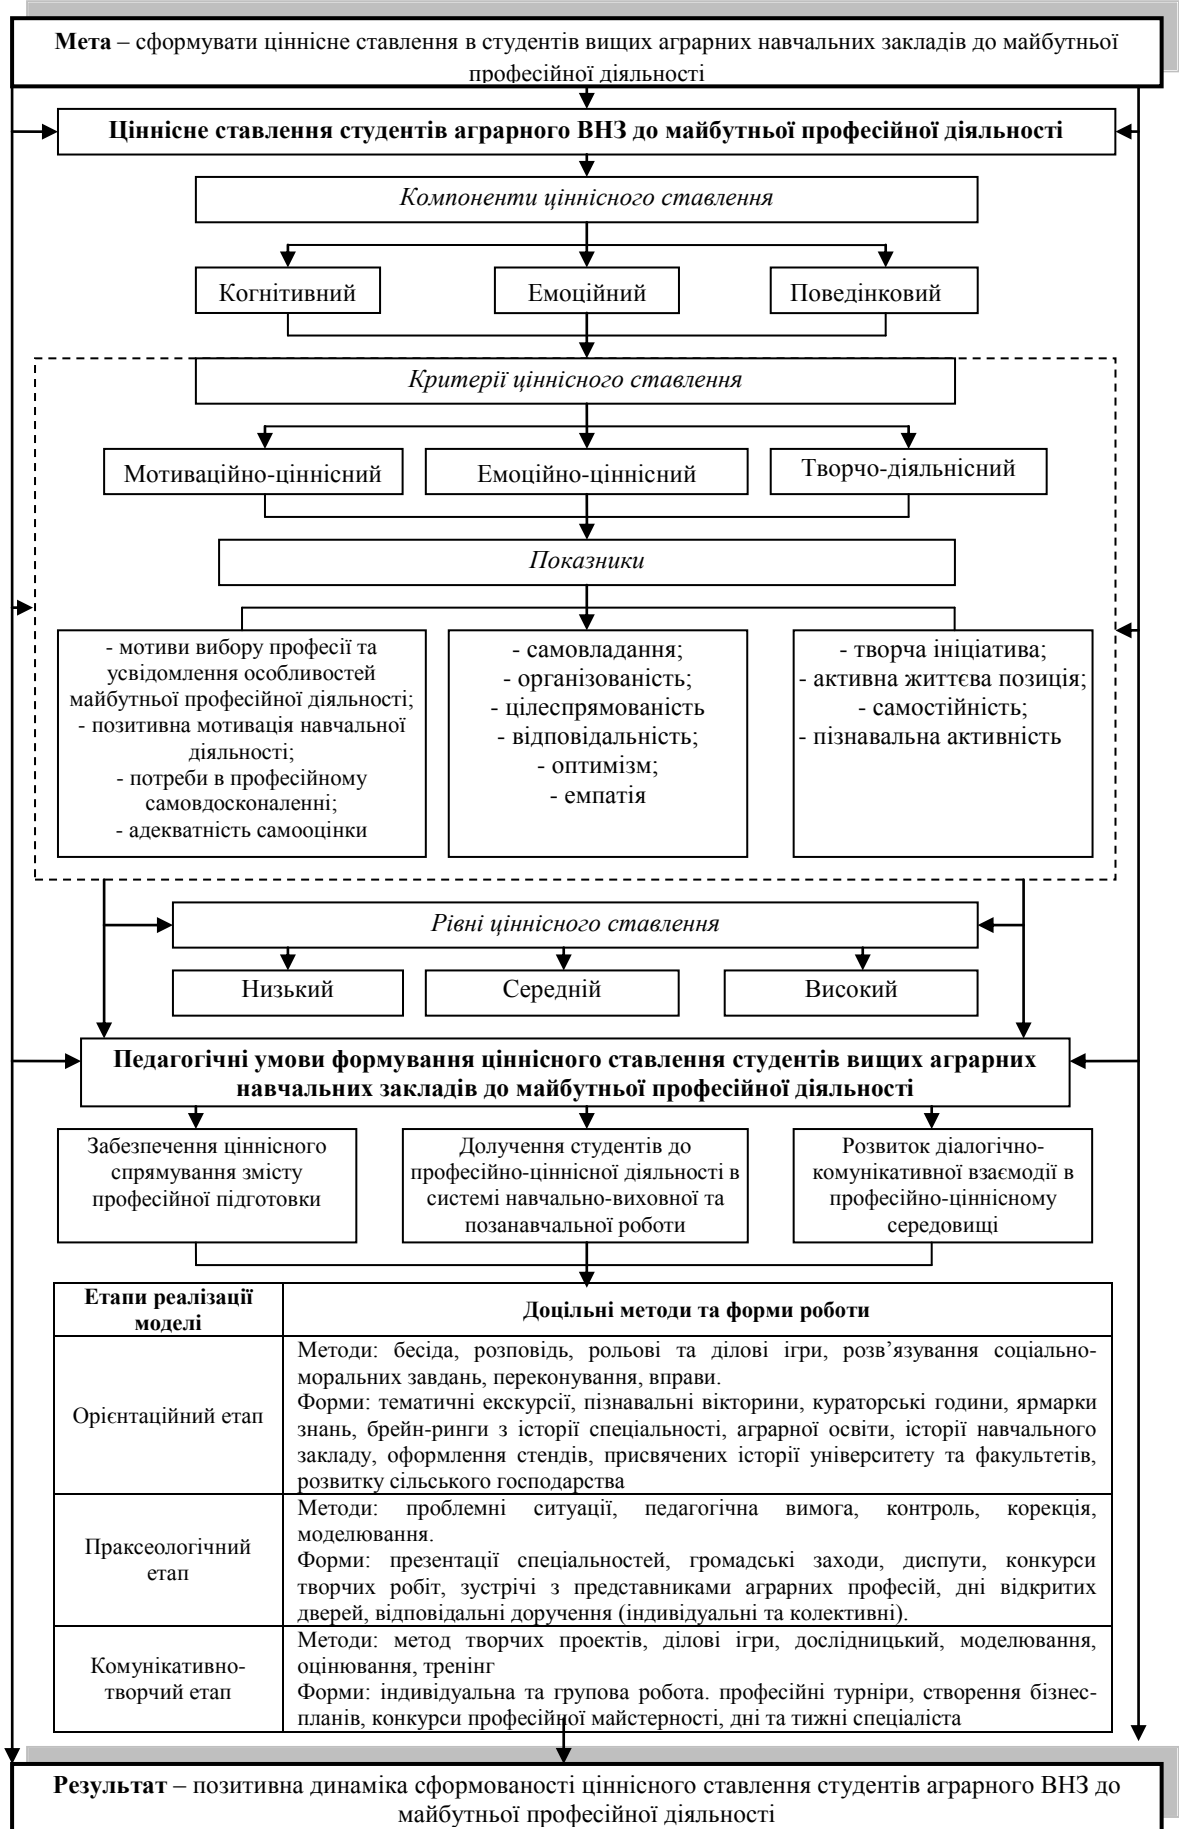 Мета – сформувати ціннісне ставлення в студентів вищих аграрних навчальних закладів до майбутньої
професійної діяльності
Ціннісне ставлення студентів аграрного ВНЗ до майбутньої професійної діяльності
Компоненти ціннісного ставлення
Когнітивний
Емоційний
Поведінковий
Критерії ціннісного ставлення
Мотиваційно-ціннісний
Емоційно-ціннісний
Творчо-діяльнісний
Показники
- мотиви вибору професії та
усвідомлення особливостей
майбутньої професійної діяльності;
- позитивна мотивація навчальної
діяльності;
- потреби в професійному
самовдосконаленні;
- адекватність самооцінки
- самовладання;
- організованість;
- цілеспрямованість
- відповідальність;
- оптимізм;
- емпатія
- творча ініціатива;
- активна життєва позиція;
- самостійність;
- пізнавальна активність
Рівні ціннісного ставлення
Низький
Середній
Високий
Педагогічні умови формування ціннісного ставлення студентів вищих аграрних
навчальних закладів до майбутньої професійної діяльності
Забезпечення ціннісного
спрямування змісту
професійної підготовки
Долучення студентів до
професійно-ціннісної діяльності в
системі навчально-виховної та
позанавчальної роботи
Розвиток діалогічно-
комунікативної взаємодії в
професійно-ціннісному
середовищі
Етапи реалізації
моделі
Доцільні методи та форми роботи
Орієнтаційний етап
Методи: бесіда, розповідь, рольові та ділові ігри, розв’язування соціально-
моральних завдань, переконування, вправи.
Форми: тематичні екскурсії, пізнавальні вікторини, кураторські години, ярмарки
знань, брейн-ринги з історії спеціальності, аграрної освіти, історії навчального
закладу, оформлення стендів, присвячених історії університету та факультетів,
розвитку сільського господарства
Праксеологічний
етап
Методи: проблемні ситуації, педагогічна вимога, контроль, корекція,
моделювання.
Форми: презентації спеціальностей, громадські заходи, диспути, конкурси
творчих робіт, зустрічі з представниками аграрних професій, дні відкритих
дверей, відповідальні доручення (індивідуальні та колективні).
Комунікативно-
творчий етап
Методи: метод творчих проектів, ділові ігри, дослідницький, моделювання,
оцінювання, тренінг
Форми: індивідуальна та групова робота. професійні турніри, створення бізнес-
планів, конкурси професійної майстерності, дні та тижні спеціаліста
Результат – позитивна динаміка сформованості ціннісного ставлення студентів аграрного ВНЗ до
майбутньої професійної діяльності